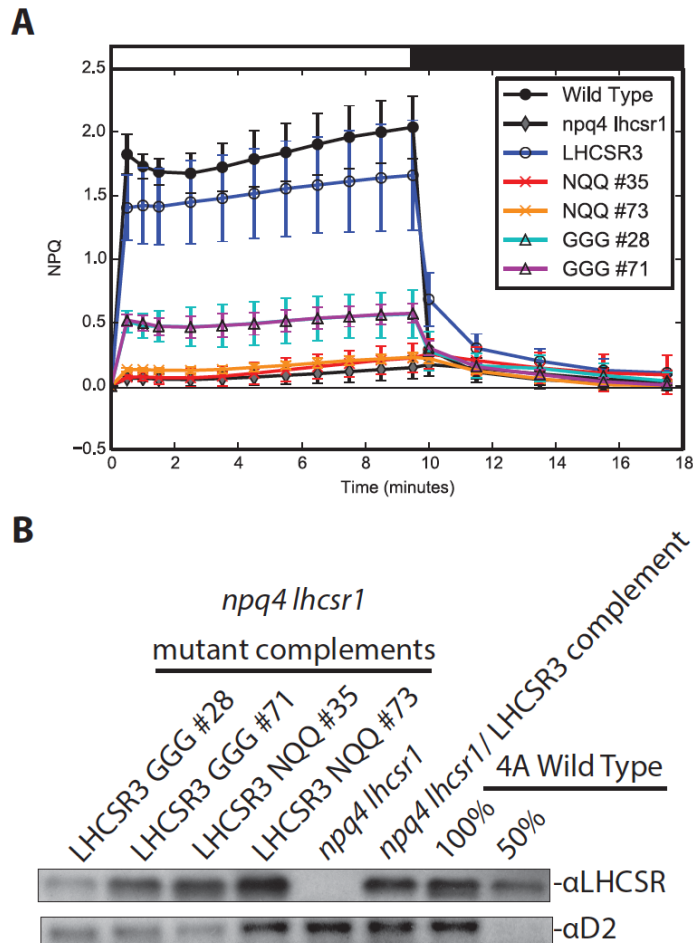 A
2.5
2.0
1.5
1.0
0.5
0.0
−0.5
NPQ
0 2 4 6 8 10 12 14 16 18
Time (minutes)
Wild Type
npq4 lhcsr1
LHCSR3
NQQ #35
NQQ #73
GGG #28
GGG #71
B
npq4 lhcsr1
mutant complements
LHCSR3 GGG #28
LHCSR3 GGG #71
LHCSR3 NQQ #35
LHCSR3 NQQ #73
npq4 lhcsr1
npq4 lhcsr1/ LHCSR3 complement
4A Wild Type
100%
50%
-αLHCSR
-αD2